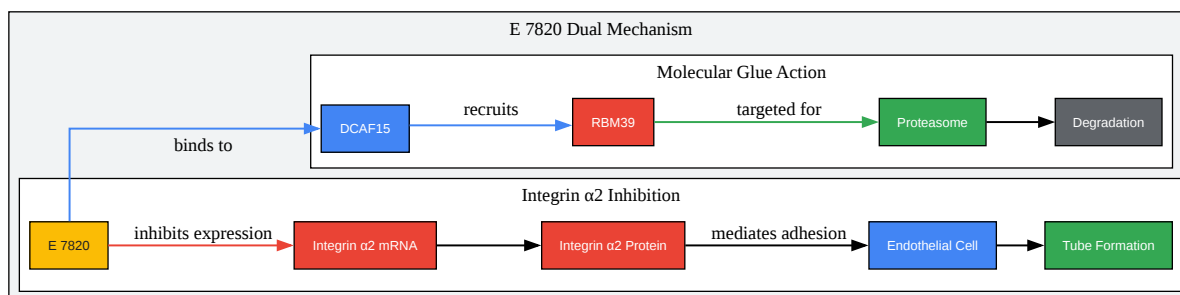 E 7820 Dual Mechanism
Molecular Glue Action
DCAF15
recruits
RBM39
targeted for
Proteasome
Degradation
binds to
Integrin α2 Inhibition
E 7820
inhibits expression
Integrin α2 mRNA
Integrin α2 Protein
mediates adhesion
Endothelial Cell
Tube Formation